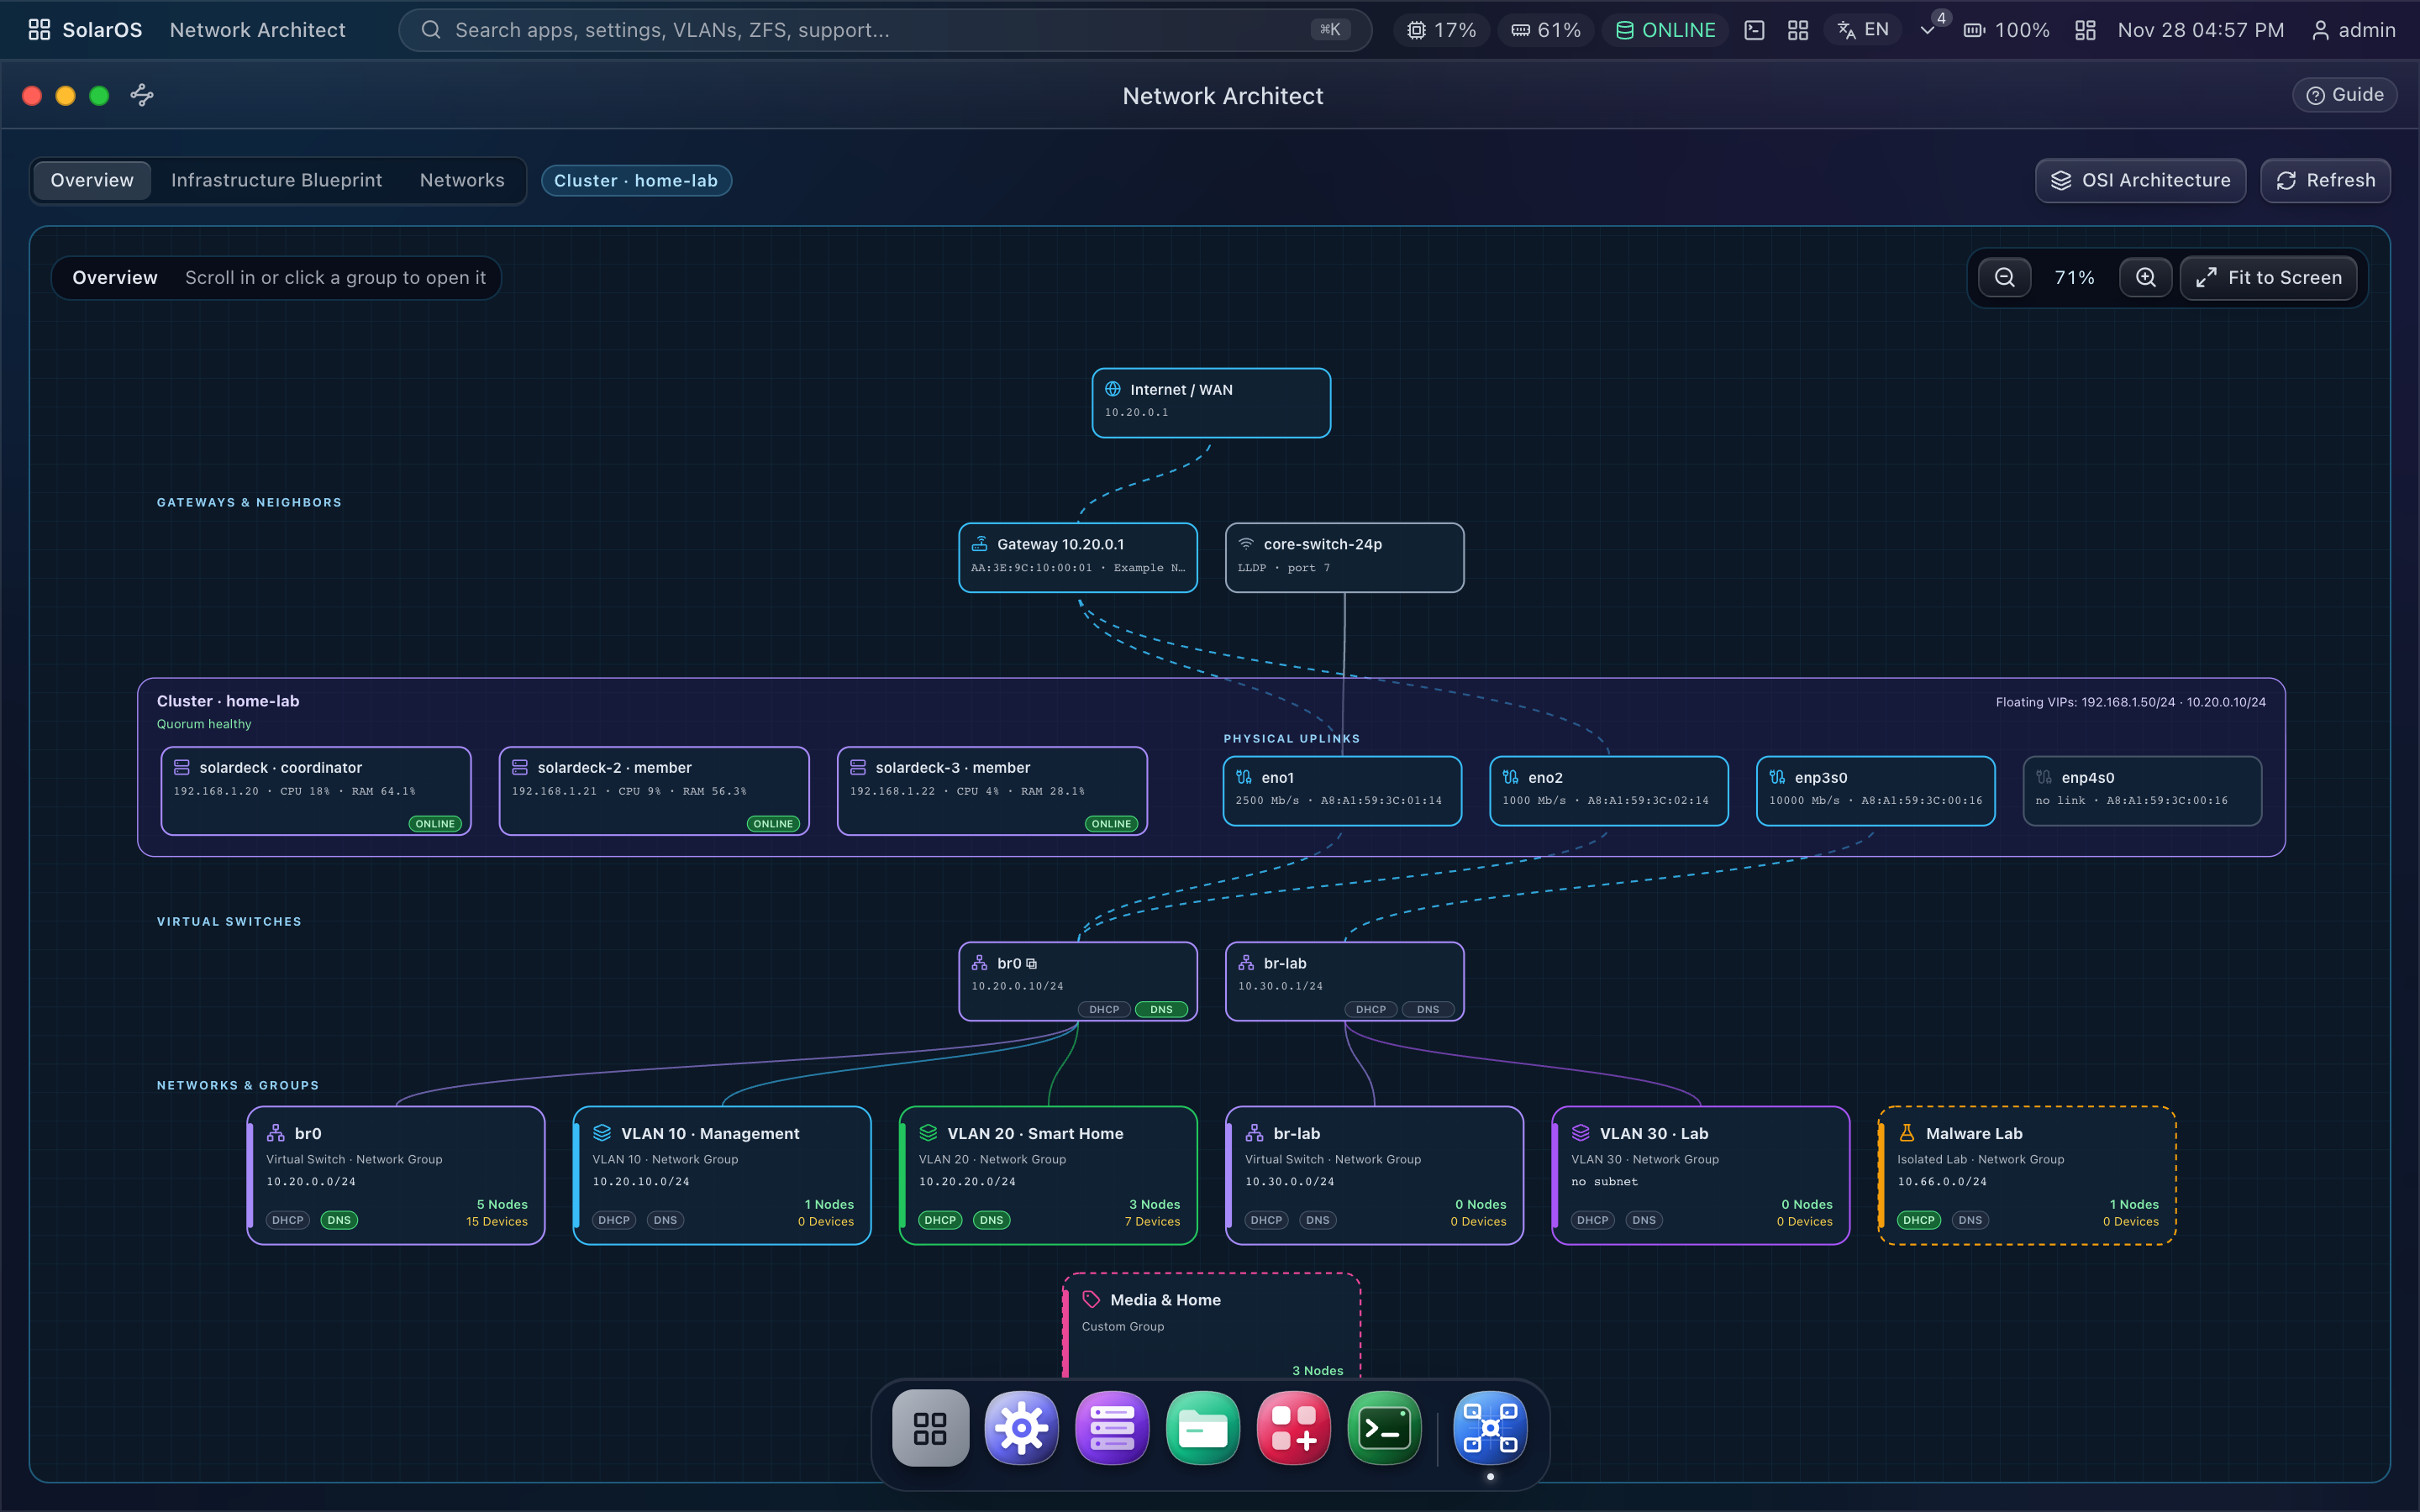 SolarOS Network Architect Search apps, settings, VLANs, ZFS, support... ⌘K 17% 61% ONLINE EN 4 100% Nov 28 04:57 PM admin
Network Architect Guide
Overview Infrastructure Blueprint Networks Cluster · home-lab OSI Architecture Refresh
Overview Scroll in or click a group to open it 71% Fit to Screen
Internet / WAN
10.20.0.1
GATEWAYS & NEIGHBORS
Gateway 10.20.0.1
AA:3E:9C:10:00:01 · Example N…
core-switch-24p
LLDP · port 7
Cluster · home-lab
Quorum healthy
Floating VIPs: 192.168.1.50/24 · 10.20.0.10/24
solardeck · coordinator
192.168.1.20 · CPU 18% · RAM 64.1%
ONLINE
solardeck-2 · member
192.168.1.21 · CPU 9% · RAM 56.3%
ONLINE
solardeck-3 · member
192.168.1.22 · CPU 4% · RAM 28.1%
ONLINE
PHYSICAL UPLINKS
eno1
2500 Mb/s · A8:A1:59:3C:01:14
eno2
1000 Mb/s · A8:A1:59:3C:02:14
enp3s0
10000 Mb/s · A8:A1:59:3C:00:16
enp4s0
no link · A8:A1:59:3C:00:16
VIRTUAL SWITCHES
br0
10.20.0.10/24
DHCP DNS
br-lab
10.30.0.1/24
DHCP DNS
NETWORKS & GROUPS
br0
Virtual Switch · Network Group
10.20.0.0/24
5 Nodes
DHCP DNS 15 Devices
VLAN 10 · Management
VLAN 10 · Network Group
10.20.10.0/24
1 Nodes
DHCP DNS 0 Devices
VLAN 20 · Smart Home
VLAN 20 · Network Group
10.20.20.0/24
3 Nodes
DHCP DNS 7 Devices
br-lab
Virtual Switch · Network Group
10.30.0.0/24
0 Nodes
DHCP DNS 0 Devices
VLAN 30 · Lab
VLAN 30 · Network Group
no subnet
0 Nodes
DHCP DNS 0 Devices
Malware Lab
Isolated Lab · Network Group
10.66.0.0/24
1 Nodes
DHCP DNS 0 Devices
Media & Home
Custom Group
3 Nodes